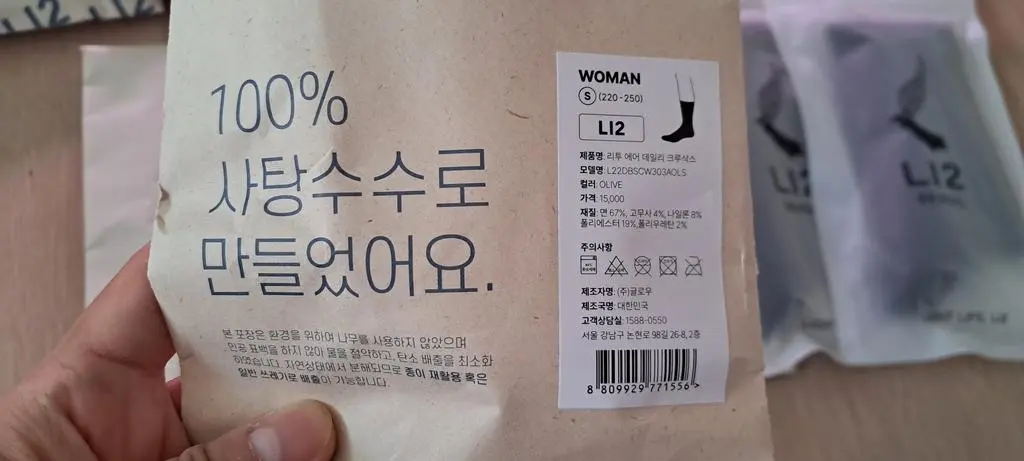 LI2
100%
사탕수수로
만들었어요.
본 포장은 환경을 위하여 나무를 사용하지 않았으며
인공 표백을 하지 않아 물을 절약하고, 탄소 배출을 최소화
하였습니다. 자연상태에서 분해되므로 종이 재활용 혹은
일반 쓰레기로 배출이 가능합니다.
WOMAN
S (220-250)
LI2
제품명: 리투 에어 데일리 크루삭스
모델명: L22DBSCW303AOLS
컬러: OLIVE
가격: 15,000
재질: 면 67%, 고무사 4%, 나일론 8%
폴리에스터 19%, 폴리우레탄 2%
주의사항
제조자명: (주)글로우
제조국명: 대한민국
고객상담실: 1588-0550
서울 강남구 논현로 98길 26-8, 2층
8 809929 771556 >
LI2
LI2